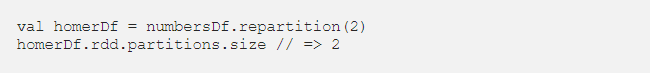 val homerDf = numbersDf.repartition(2)
homerDf.rdd.partitions.size // => 2